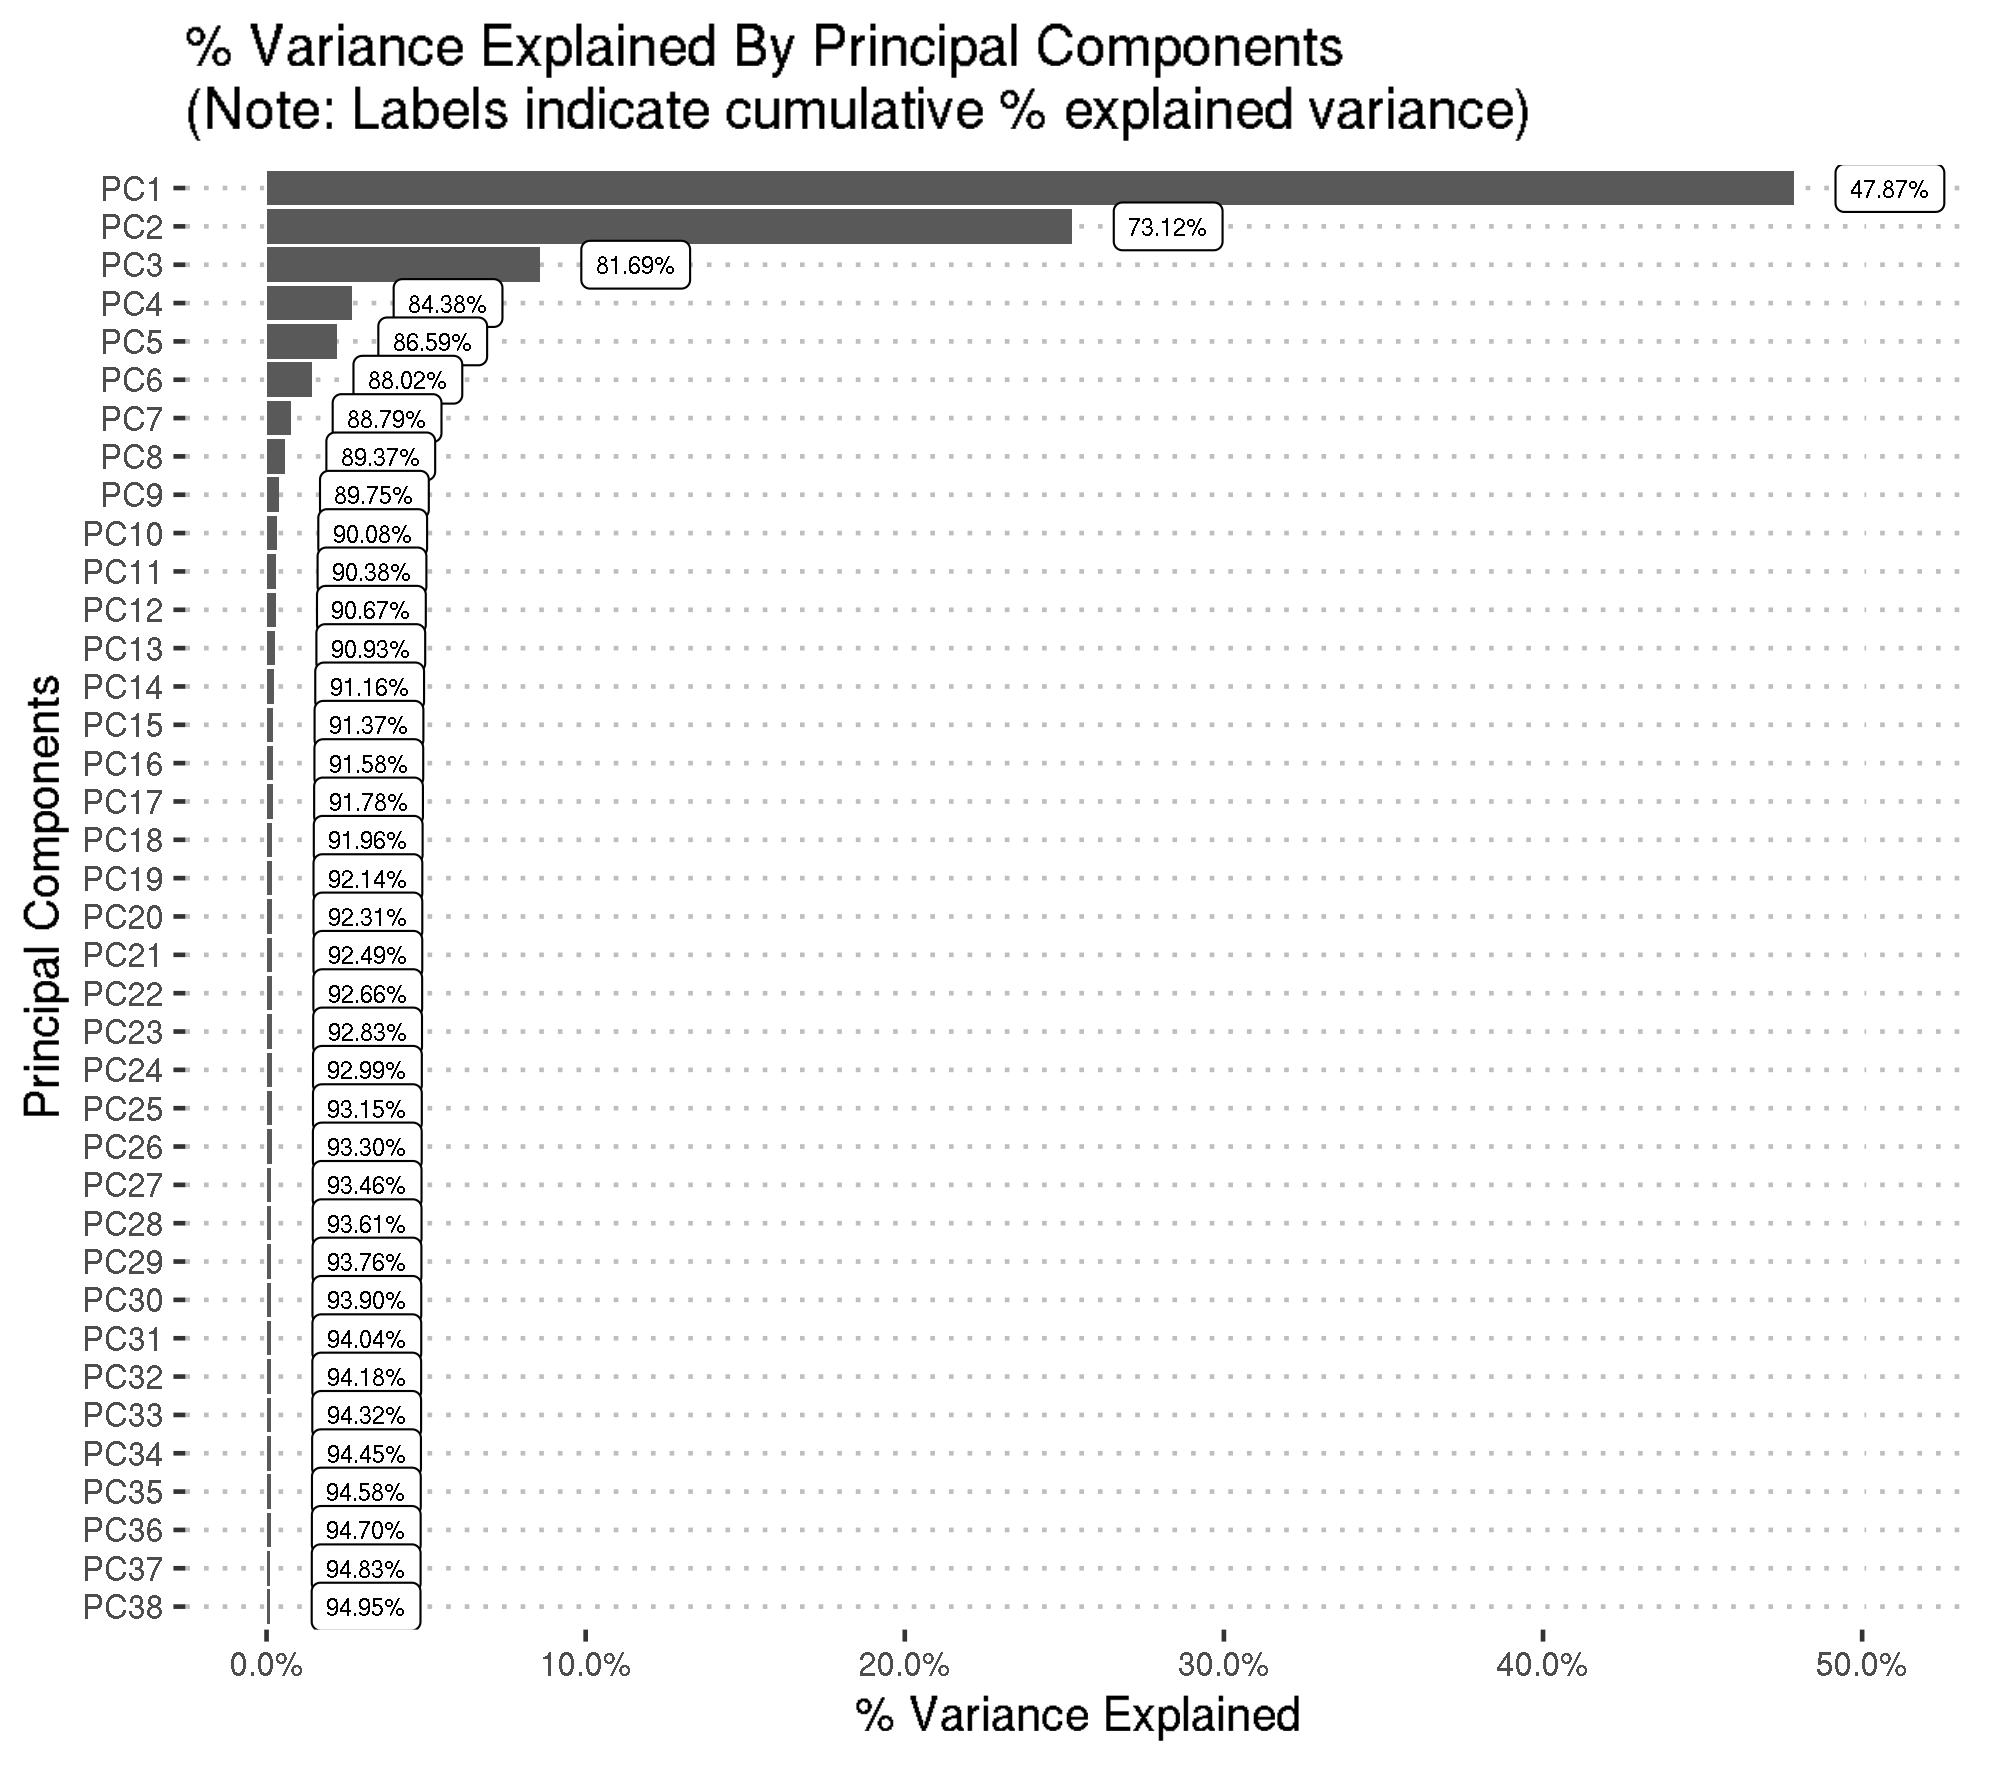 % Variance Explained By Principal Components
(Note: Labels indicate cumulative % explained variance)
Principal Components
PC1 47.87%
PC2 73.12%
PC3 81.69%
PC4 84.38%
PC5 86.59%
PC6 88.02%
PC7 88.79%
PC8 89.37%
PC9 89.75%
PC10 90.08%
PC11 90.38%
PC12 90.67%
PC13 90.93%
PC14 91.16%
PC15 91.37%
PC16 91.58%
PC17 91.78%
PC18 91.96%
PC19 92.14%
PC20 92.31%
PC21 92.49%
PC22 92.66%
PC23 92.83%
PC24 92.99%
PC25 93.15%
PC26 93.30%
PC27 93.46%
PC28 93.61%
PC29 93.76%
PC30 93.90%
PC31 94.04%
PC32 94.18%
PC33 94.32%
PC34 94.45%
PC35 94.58%
PC36 94.70%
PC37 94.83%
PC38 94.95%
0.0% 10.0% 20.0% 30.0% 40.0% 50.0%
% Variance Explained